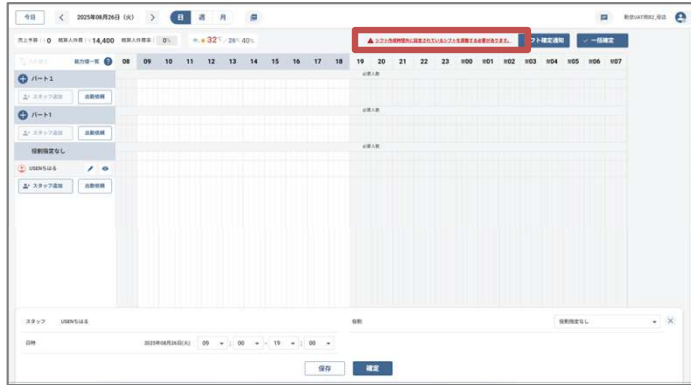 今日 2025年08月26日 (火) 日 週 月
売上予算: 0 概算人件費: 14,400 概算人件費率: 0% 32℃ / 26℃ 40%
シフト作成時間外に設定されているシフトを調整する必要があります。
フト確定通知 一括確定
能力値一覧 08 09 10 11 12 13 14 15 16 17 18 19 20 21 22 23 翌00 翌01 翌02 翌03 翌04 翌05 翌06 翌07
パート1 必要人数
スタッフ追加 出勤依頼
パート1 必要人数
スタッフ追加 出勤依頼
役割指定なし 必要人数
USENちはる
スタッフ追加 出勤依頼
スタッフ USENちはる 役割 役割指定なし
日時 2025年08月26日(火) 09 : 00 - 19 : 00
保存 確定